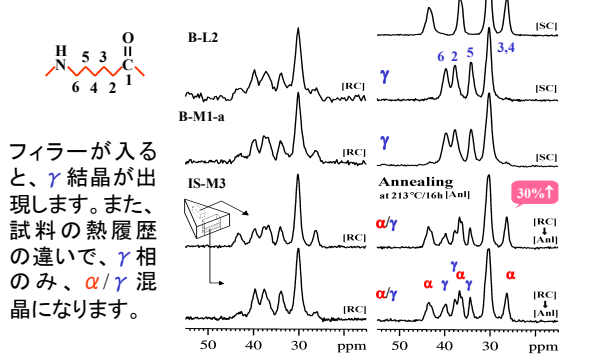 H
N
O
C
5
3
1
6
4
2
フィラーが入る
と、γ 結晶が出
現します。また、
試料の熱履歴
の違いで、γ 相
のみ、α/γ 混
晶になります。
B-L2
[RC]
B-M1-a
[RC]
IS-M3
[RC]
[RC]
50 40 30 ppm
[SC]
6 2 5 3,4
γ
[SC]
γ
[SC]
Annealing
at 213 °C/16h [AnI]
30%↑
α/γ
[RC]
↓
[AnI]
α γ γ α γ α
α/γ
[RC]
↓
[AnI]
50 40 30 ppm